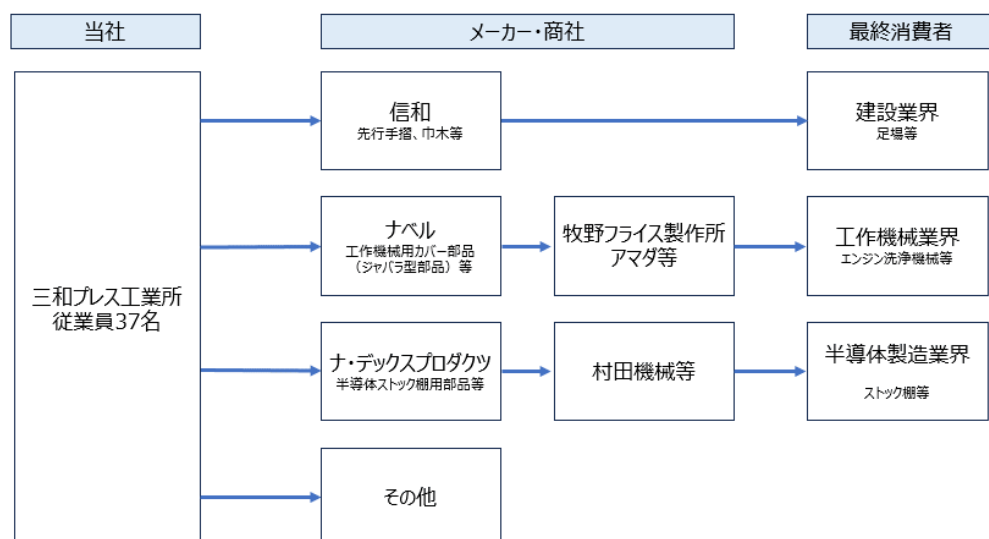 当社
メーカー・商社
最終消費者
三和プレス工業所
従業員37名
信和
先行手摺、巾木等
建設業界
足場等
ナベル
工作機械用カバー部品
（ジャバラ型部品）等
牧野フライス製作所
アマダ等
工作機械業界
エンジン洗浄機械等
ナ・デックスプロダクツ
半導体ストック棚用部品等
村田機械等
半導体製造業界
ストック棚等
その他